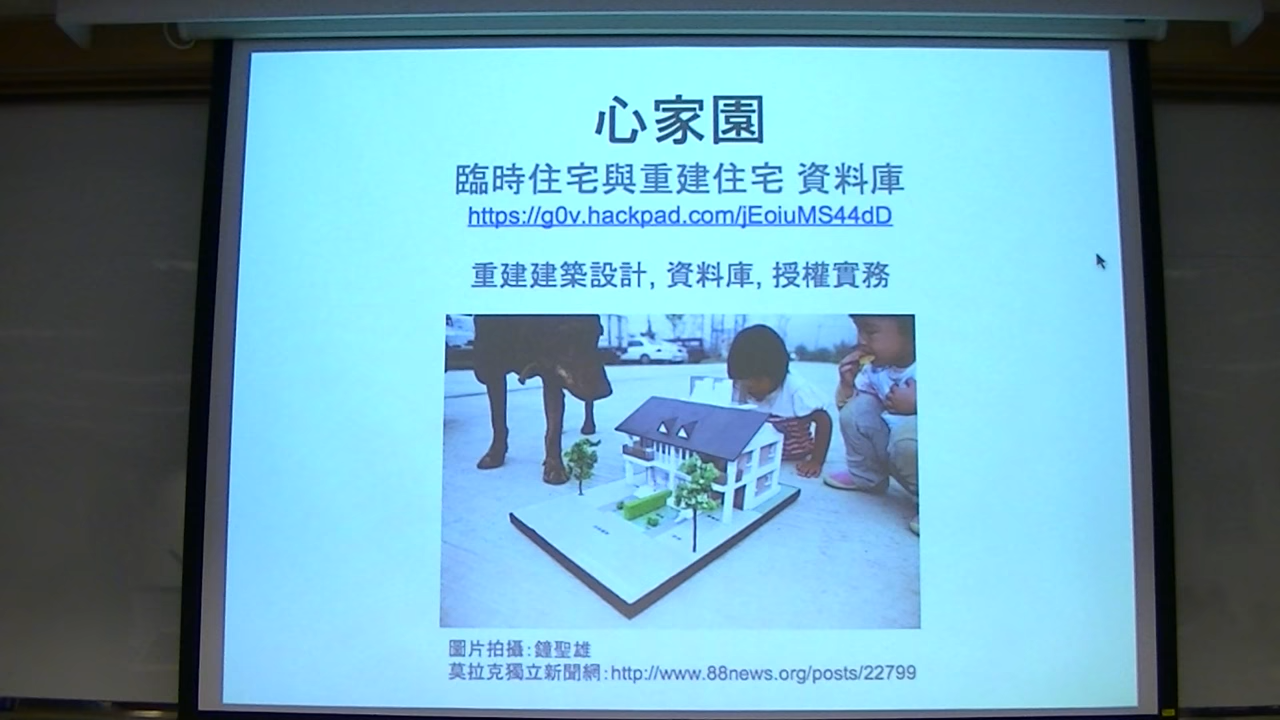 心家園
臨時住宅與重建住宅 資料庫
https://g0v.hackpad.com/jEoiuMS44dD
重建建築設計, 資料庫, 授權實務
圖片拍攝：鐘聖雄
莫拉克獨立新聞網：http://www.88news.org/posts/22799